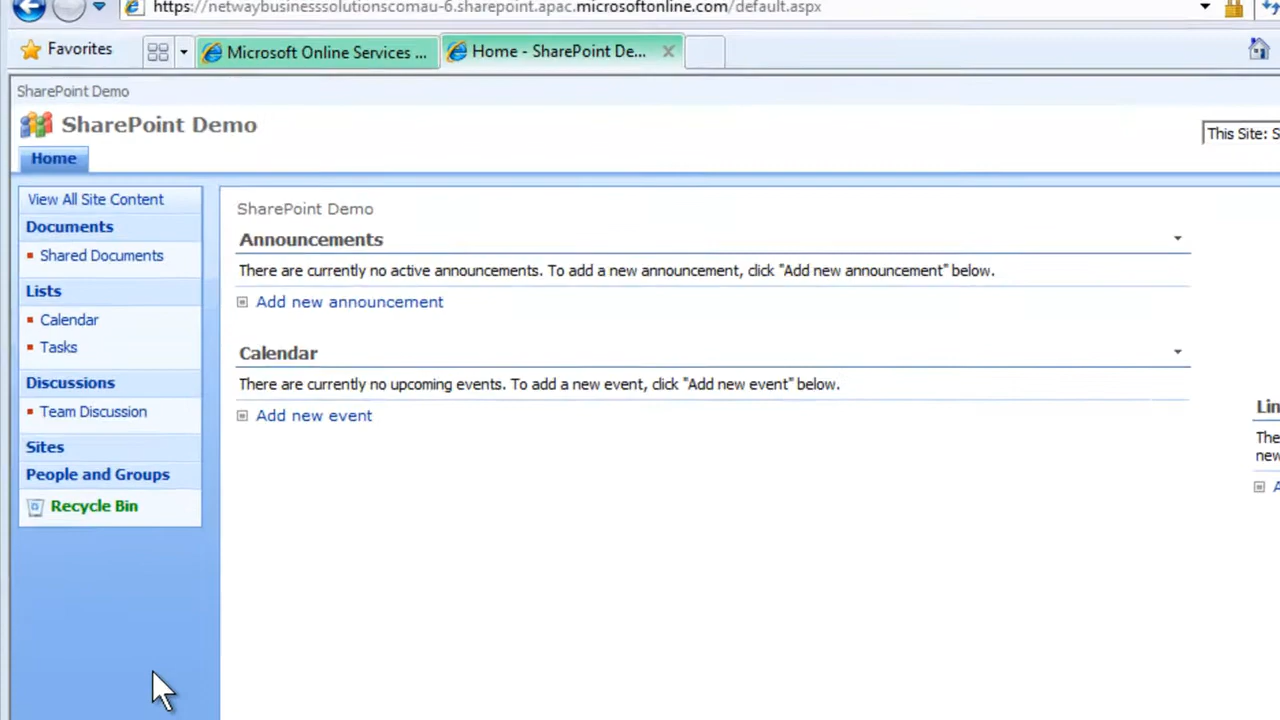 https://netwaybusinesssolutionscomau-6.sharepoint.apac.microsoftonline.com/default.aspx
Favorites
Microsoft Online Services ...
Home - SharePoint De...
SharePoint Demo
SharePoint Demo
This Site: S
Home
View All Site Content
Documents
Shared Documents
Lists
Calendar
Tasks
Discussions
Team Discussion
Sites
People and Groups
Recycle Bin
SharePoint Demo
Announcements
There are currently no active announcements. To add a new announcement, click "Add new announcement" below.
Add new announcement
Calendar
There are currently no upcoming events. To add a new event, click "Add new event" below.
Add new event
Lin
The
new